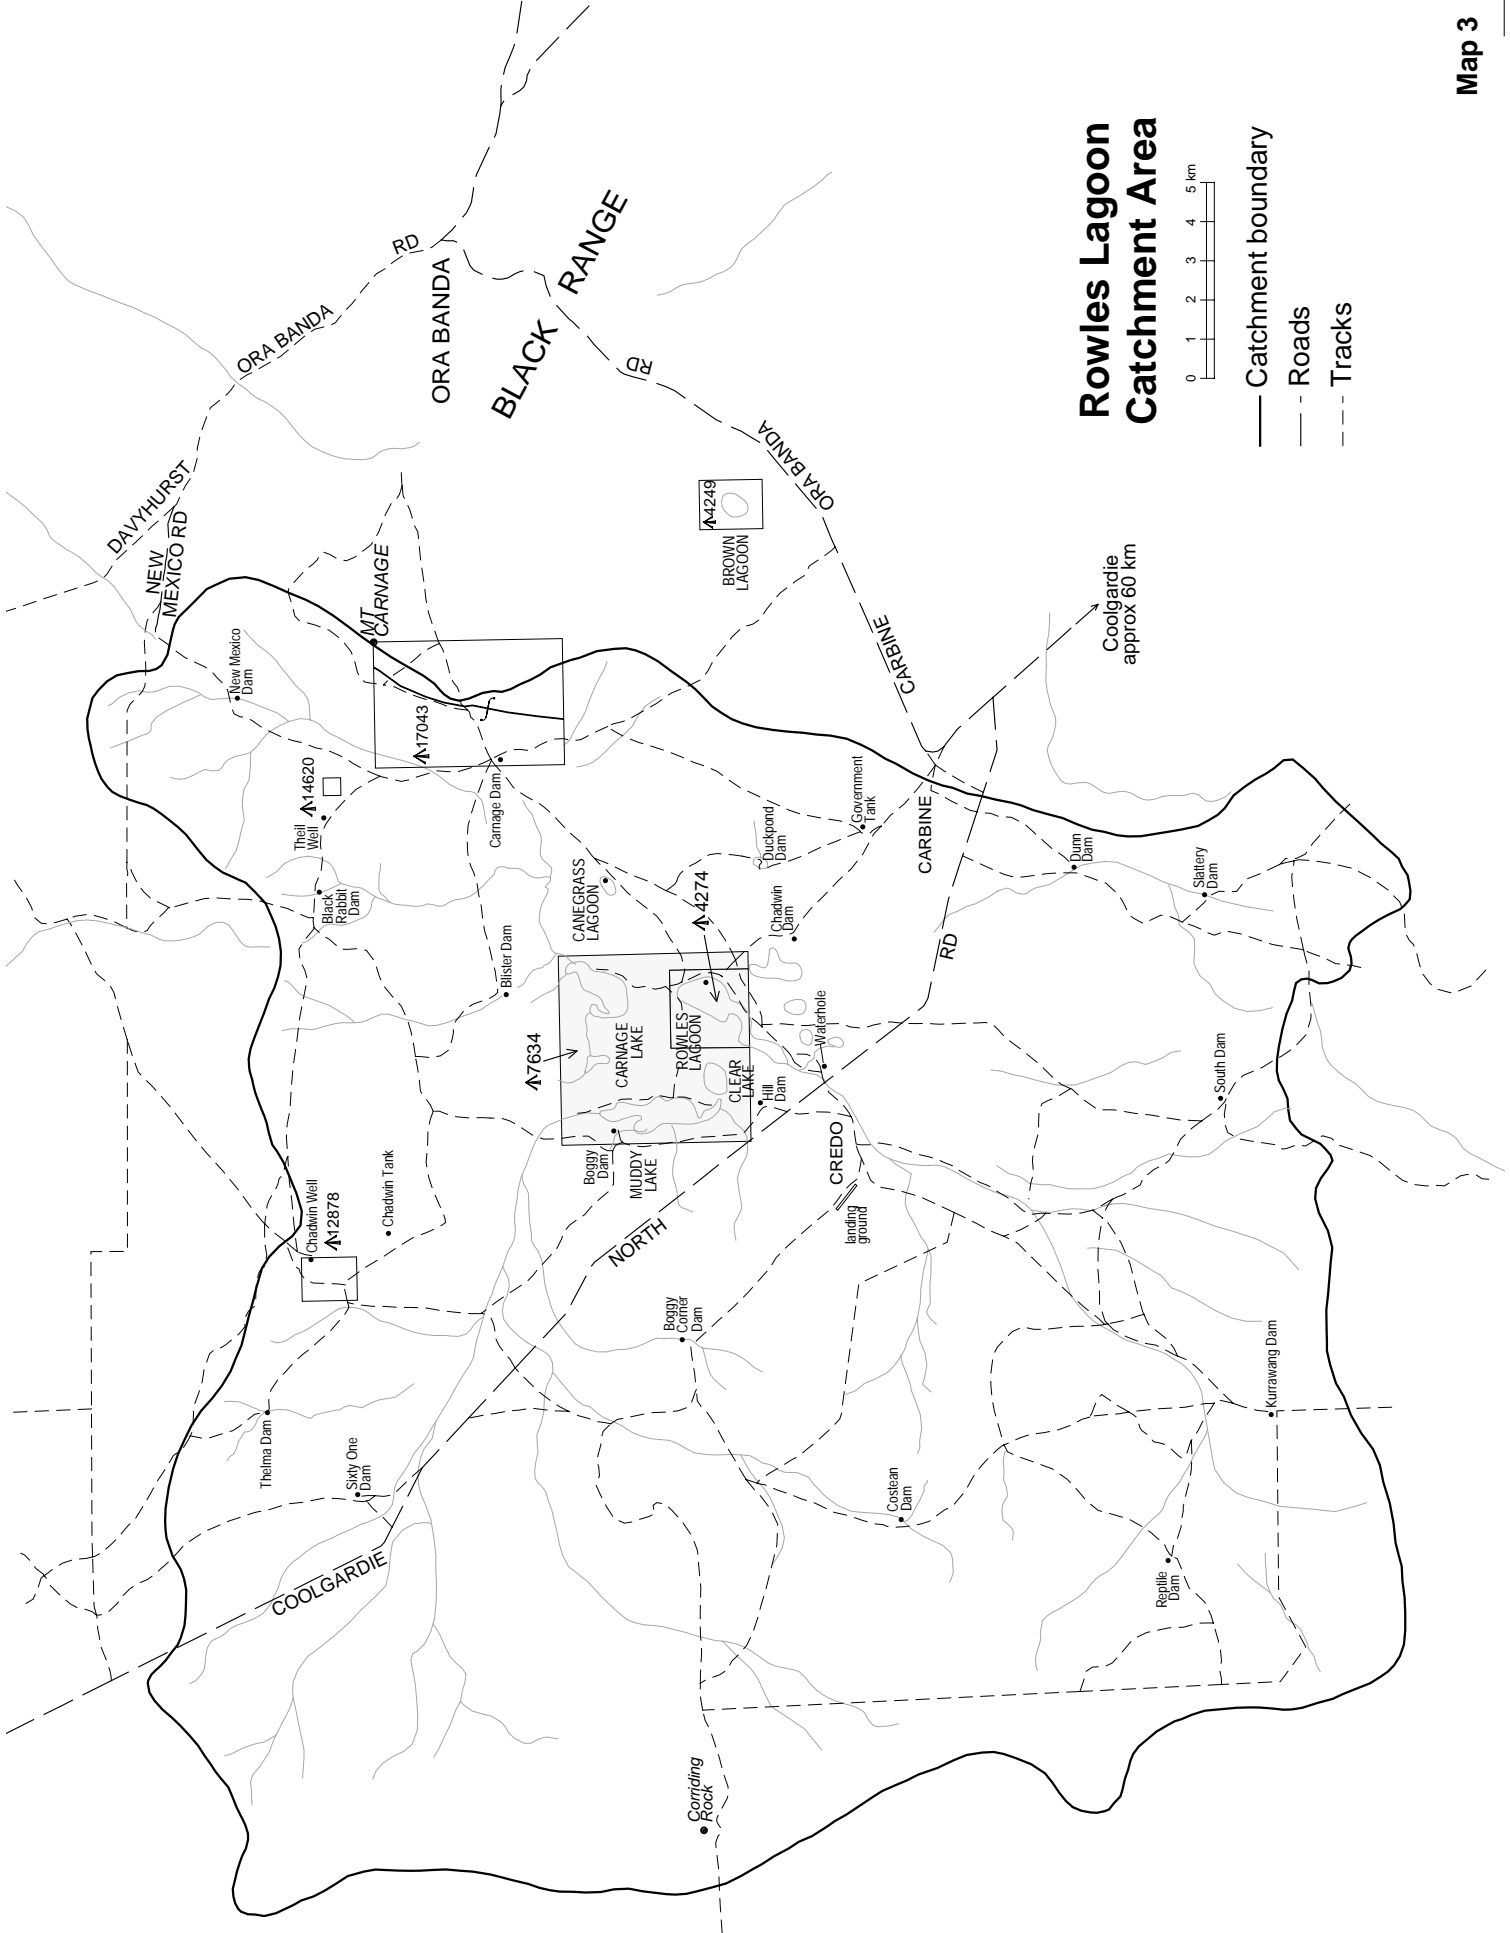 Map 3
Rowles Lagoon
Catchment Area
0 1 2 3 4 5 km
Catchment boundary
Roads
Tracks
DAVYHURST
ORA BANDA
RD
NEW
MEXICO RD
ORA BANDA
BLACK RANGE
RD
ORA BANDA
CARBINE
4249
BROWN
LAGOON
Coolgardie
approx 60 km
MT
CARNAGE
New Mexico
Dam
17043
14620
Theil
Well
Carnage Dam
Black
Rabbit
Dam
Blister Dam
CANEGRASS
LAGOON
4274
Duckpond
Dam
Government
Tank
Chadwin
Dam
CARBINE
RD
Dunn
Dam
Slattery
Dam
7634
CARNAGE
LAKE
ROWLES
LAGOON
CLEAR
LAKE
Waterhole
Hill
Dam
Boggy
Dam
MUDDY
LAKE
CREDO
landing
ground
South Dam
Chadwin Well
12878
Chadwin Tank
NORTH
Boggy
Corner
Dam
Thelma Dam
Sixty One
Dam
COOLGARDIE
Costean
Dam
Kurrawang Dam
Reptile
Dam
Corriding
Rock